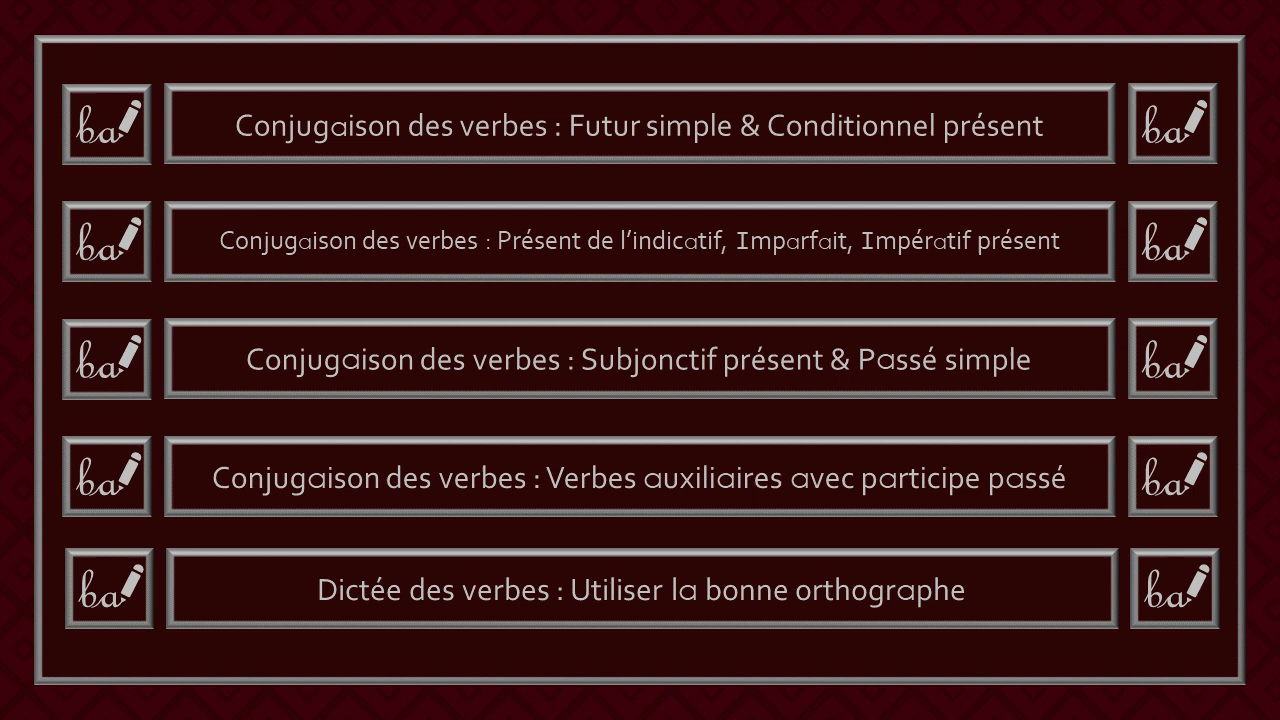 ba Conjugaison des verbes : Futur simple & Conditionnel présent ba
ba Conjugaison des verbes : Présent de l’indicatif, Imparfait, Impératif présent ba
ba Conjugaison des verbes : Subjonctif présent & Passé simple ba
ba Conjugaison des verbes : Verbes auxiliaires avec participe passé ba
ba Dictée des verbes : Utiliser la bonne orthographe ba